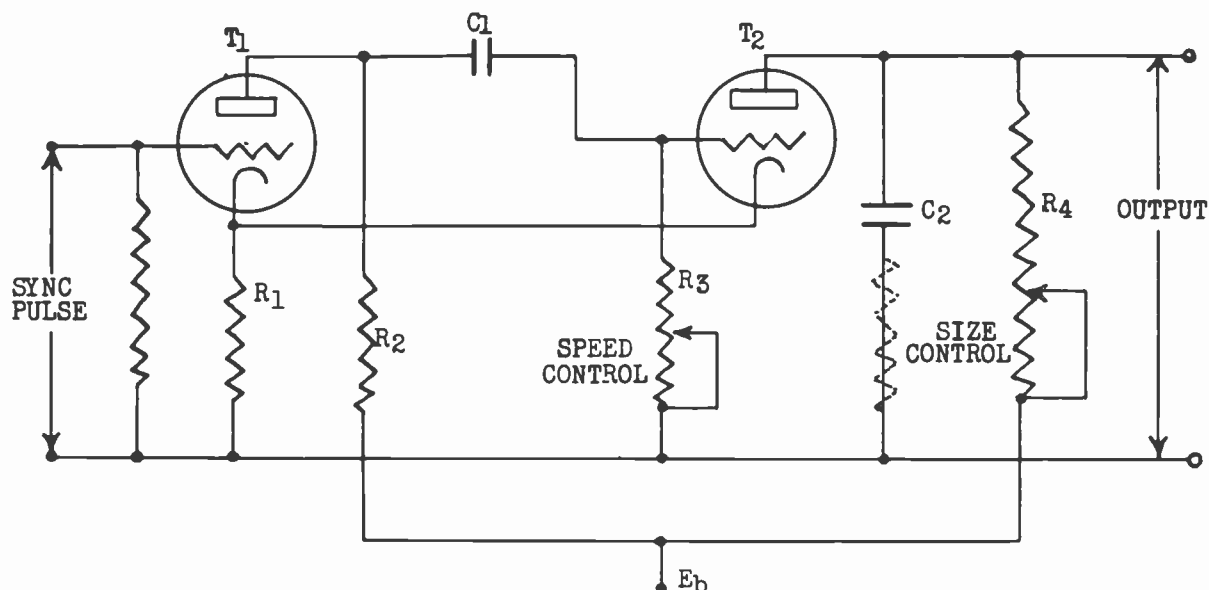 T1
C1
T2
SYNC
PULSE
R1
R2
R3
SPEED
CONTROL
C2
R4
SIZE
CONTROL
OUTPUT
Eb